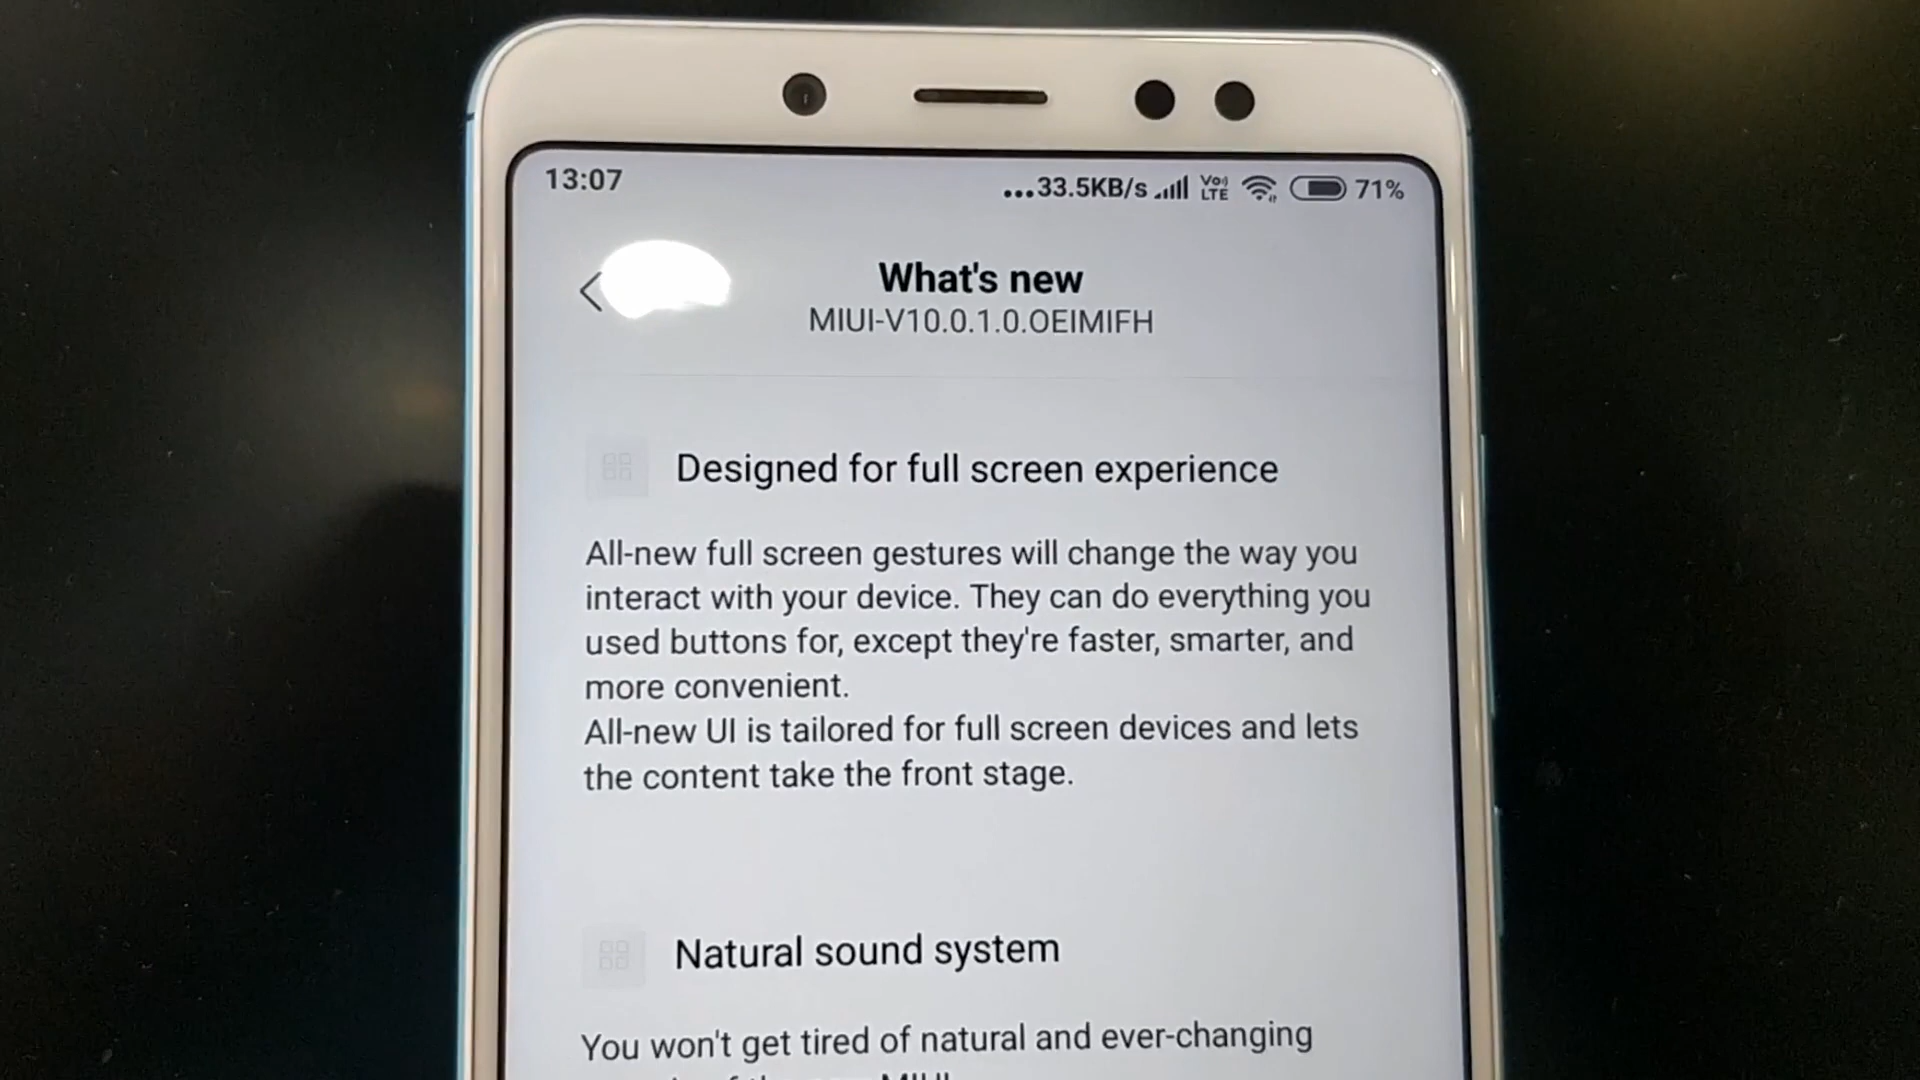 13:07
...33.5KB/s Vo) LTE 71%
What's new
MIUI-V10.0.1.0.OEIMIFH
Designed for full screen experience
All-new full screen gestures will change the way you
interact with your device. They can do everything you
used buttons for, except they're faster, smarter, and
more convenient.
All-new UI is tailored for full screen devices and lets
the content take the front stage.
Natural sound system
You won't get tired of natural and ever-changing
MIUI